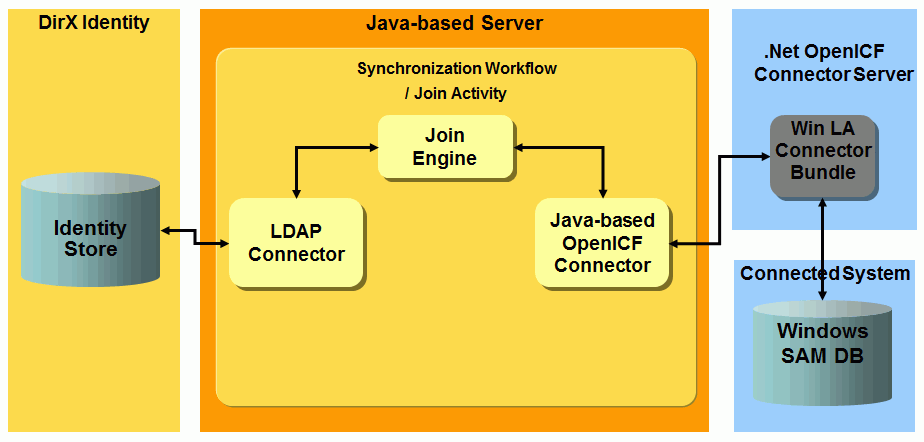 DirX Identity
Identity
Store
Java-based Server
Synchronization Workflow
/ Join Activity
Join
Engine
LDAP
Connector
Java-based
OpenICF
Connector
.Net OpenICF
Connector Server
Win LA
Connector
Bundle
Connected System
Windows
SAM DB